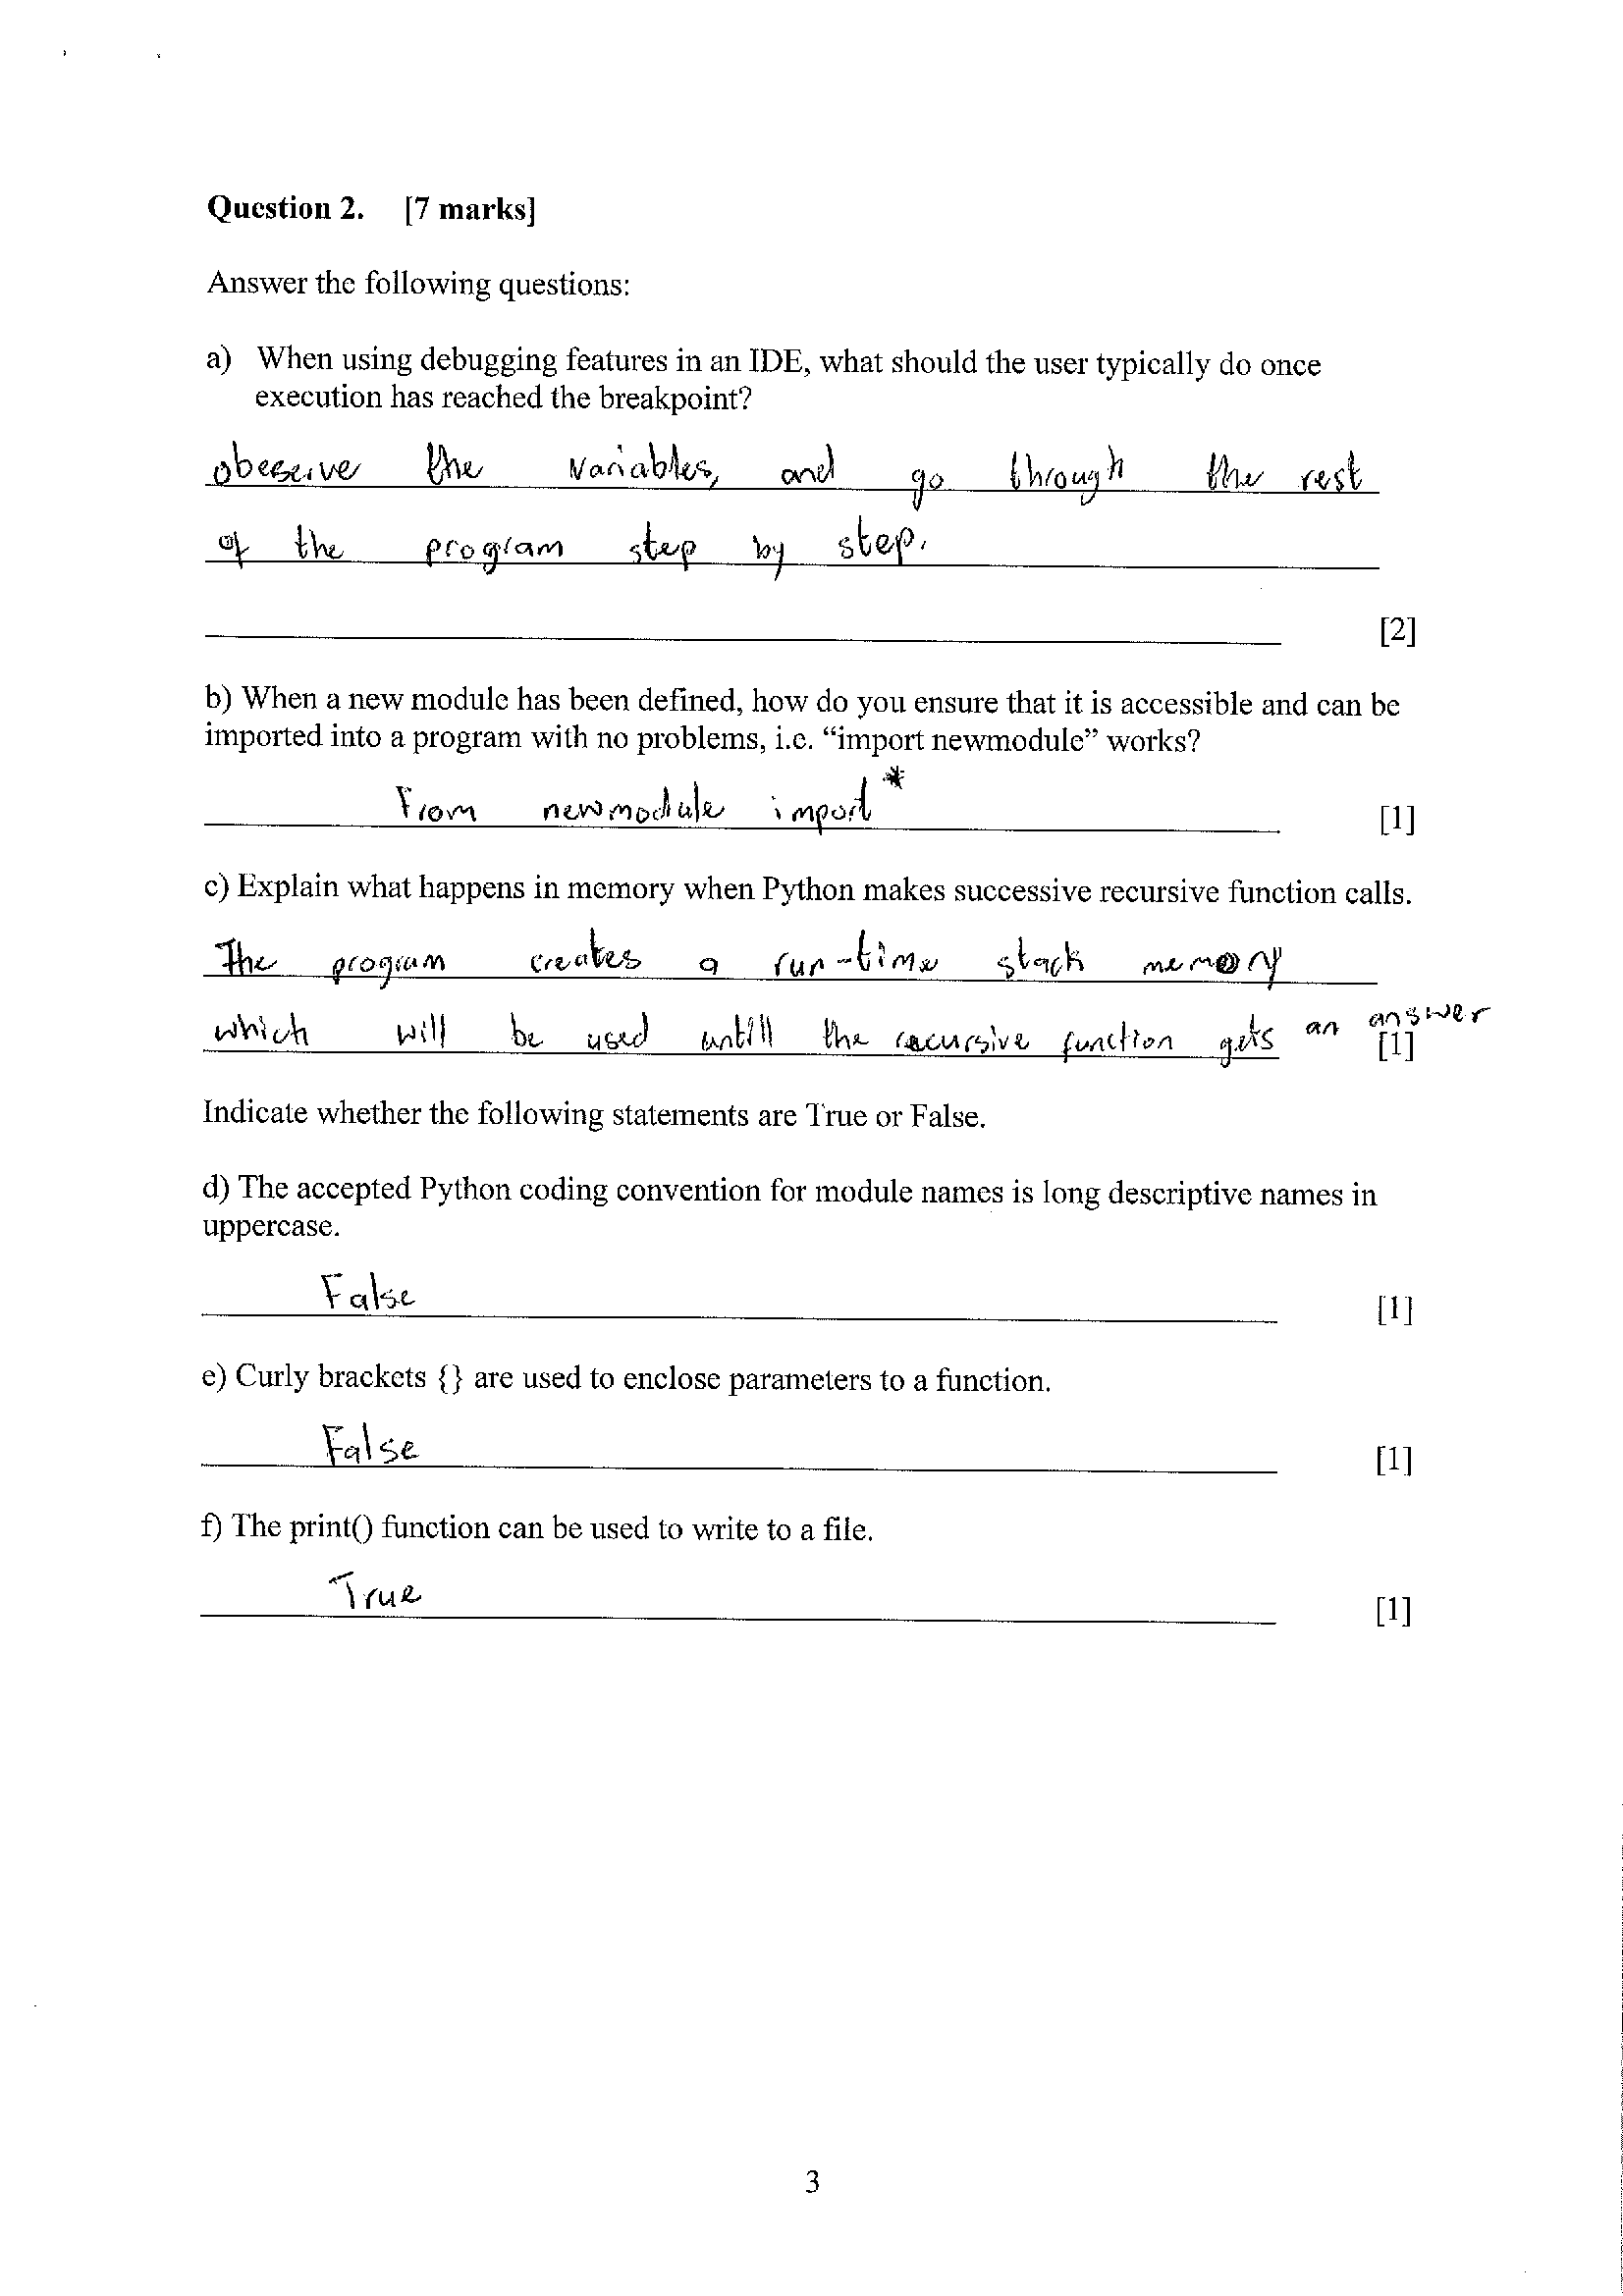 Question 2. [7 marks]
Answer the following questions:
a) When using debugging features in an IDE, what should the user typically do once
execution has reached the breakpoint?
obeserve the variables, and go through the rest
of the program step by step.
[2]
b) When a new module has been defined, how do you ensure that it is accessible and can be
imported into a program with no problems, i.e. “import newmodule” works?
From newmodule import *
[1]
c) Explain what happens in memory when Python makes successive recursive function calls.
The program creates a run-time stack memory
which will be used untill the recursive function gets an answer
[1]
Indicate whether the following statements are True or False.
d) The accepted Python coding convention for module names is long descriptive names in
uppercase.
False
[1]
e) Curly brackets {} are used to enclose parameters to a function.
False
[1]
f) The print() function can be used to write to a file.
True
[1]
3